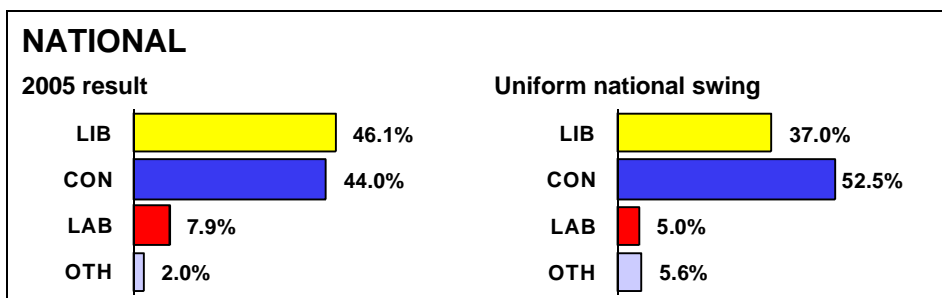 NATIONAL
2005 result
LIB 46.1%
CON 44.0%
LAB 7.9%
OTH 2.0%
Uniform national swing
LIB 37.0%
CON 52.5%
LAB 5.0%
OTH 5.6%